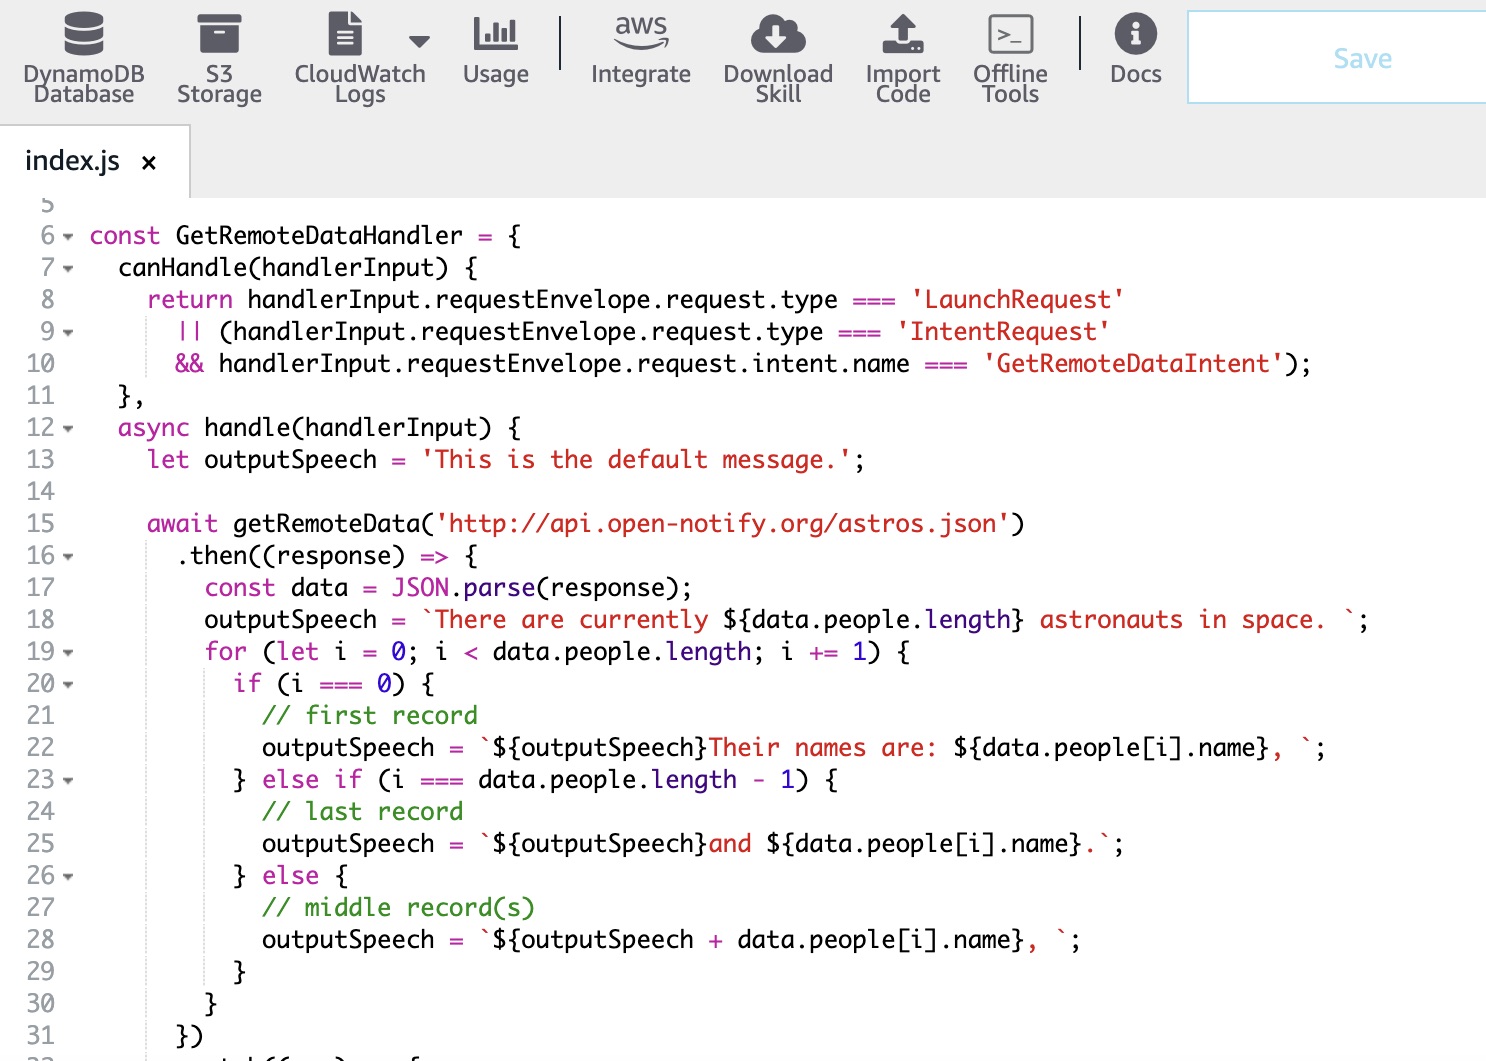 DynamoDB Database
S3 Storage
CloudWatch Logs
Usage
aws Integrate
Download Skill
Import Code
>_ Offline Tools
i Docs
Save
index.js x
5
6 const GetRemoteDataHandler = {
7   canHandle(handlerInput) {
8     return handlerInput.requestEnvelope.request.type === 'LaunchRequest'
9       || (handlerInput.requestEnvelope.request.type === 'IntentRequest'
10       && handlerInput.requestEnvelope.request.intent.name === 'GetRemoteDataIntent');
11   },
12   async handle(handlerInput) {
13     let outputSpeech = 'This is the default message.';
14
15     await getRemoteData('http://api.open-notify.org/astros.json')
16       .then((response) => {
17         const data = JSON.parse(response);
18         outputSpeech = `There are currently ${data.people.length} astronauts in space. `;
19         for (let i = 0; i < data.people.length; i += 1) {
20           if (i === 0) {
21             // first record
22             outputSpeech = `${outputSpeech}Their names are: ${data.people[i].name}, `;
23           } else if (i === data.people.length - 1) {
24             // last record
25             outputSpeech = `${outputSpeech}and ${data.people[i].name}.`;
26           } else {
27             // middle record(s)
28             outputSpeech = `${outputSpeech + data.people[i].name}, `;
29           }
30         }
31       })